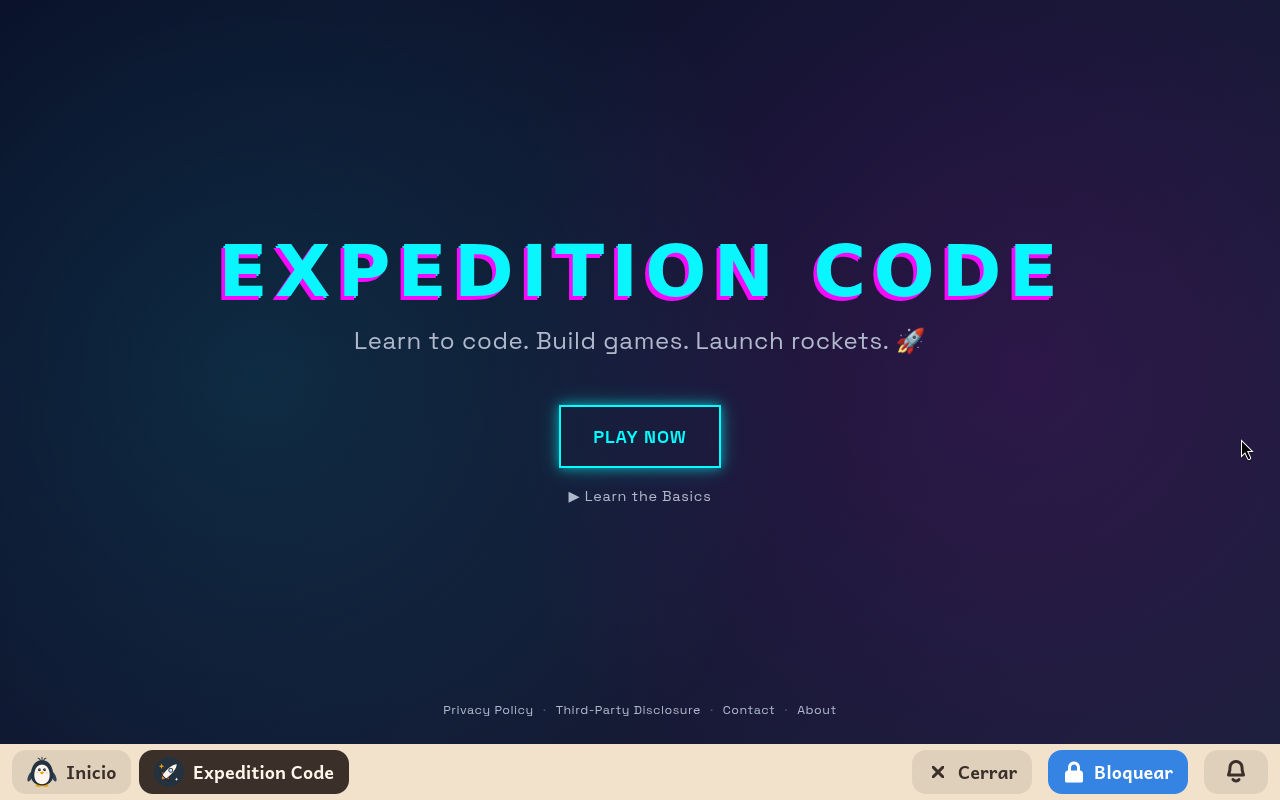 EXPEDITION CODE
Learn to code. Build games. Launch rockets. 🚀
PLAY NOW
▶ Learn the Basics
Privacy Policy · Third-Party Disclosure · Contact · About
Inicio
Expedition Code
Cerrar
Bloquear